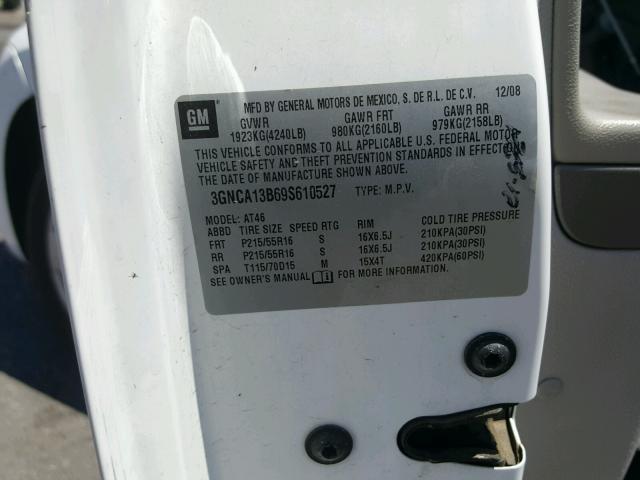 GM
MFD BY GENERAL MOTORS DE MEXICO, S. DE R.L. DE C.V. 12/08
GVWR GAWR FRT GAWR RR
1923KG(4240LB) 980KG(2160LB) 979KG(2158LB)
THIS VEHICLE CONFORMS TO ALL APPLICABLE U.S. FEDERAL MOTOR
VEHICLE SAFETY AND THEFT PREVENTION STANDARDS IN EFFECT ON
THE DATE OF MANUFACTURE SHOWN ABOVE.
3GNCA13B69S610527 TYPE: M.P.V.
MODEL: AT46
ABBD TIRE SIZE SPEED RTG RIM COLD TIRE PRESSURE
FRT P215/55R16 S 16X6.5J 210KPA(30PSI)
RR P215/55R16 S 16X6.5J 210KPA(30PSI)
SPA T115/70D15 M 15X4T 420KPA(60PSI)
SEE OWNER'S MANUAL FOR MORE INFORMATION.